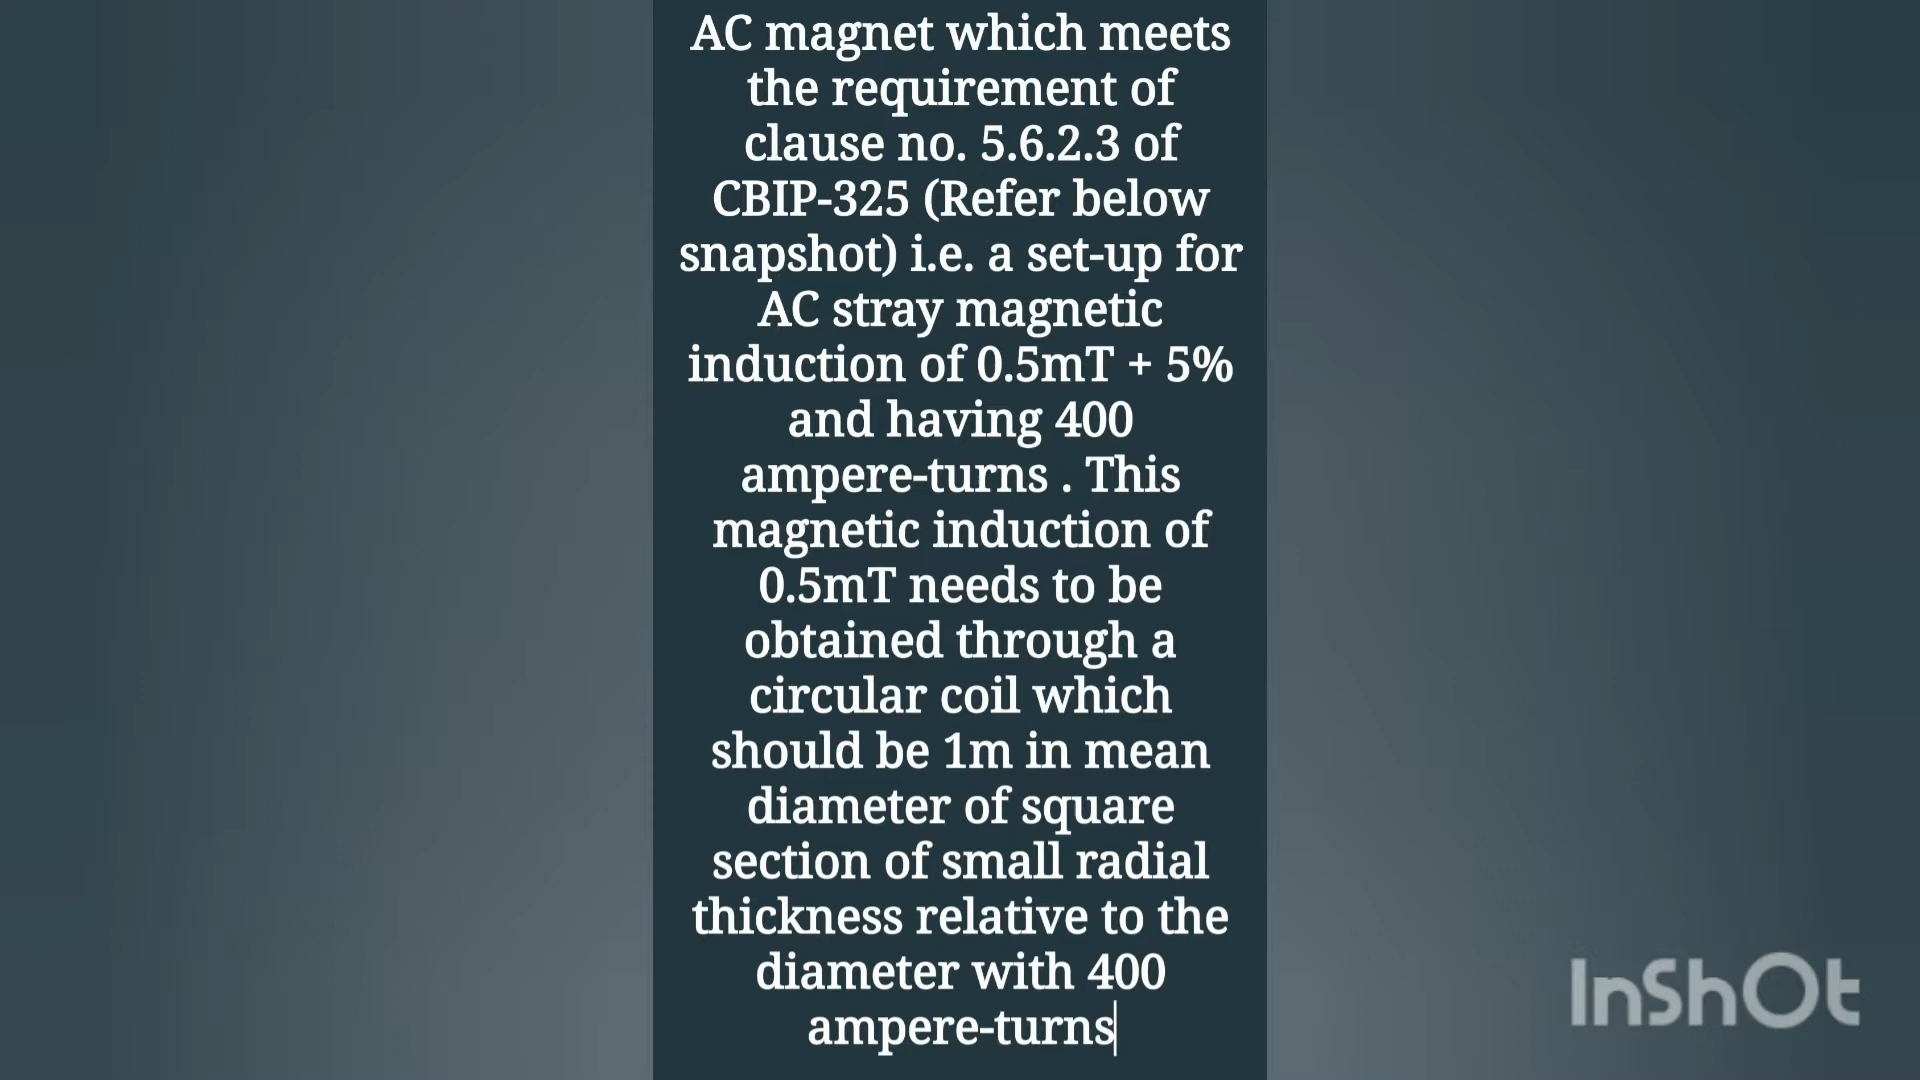 AC magnet which meets
the requirement of
clause no. 5.6.2.3 of
CBIP-325 (Refer below
snapshot) i.e. a set-up for
AC stray magnetic
induction of 0.5mT + 5%
and having 400
ampere-turns . This
magnetic induction of
0.5mT needs to be
obtained through a
circular coil which
should be 1m in mean
diameter of square
section of small radial
thickness relative to the
diameter with 400
ampere-turns
InShOt